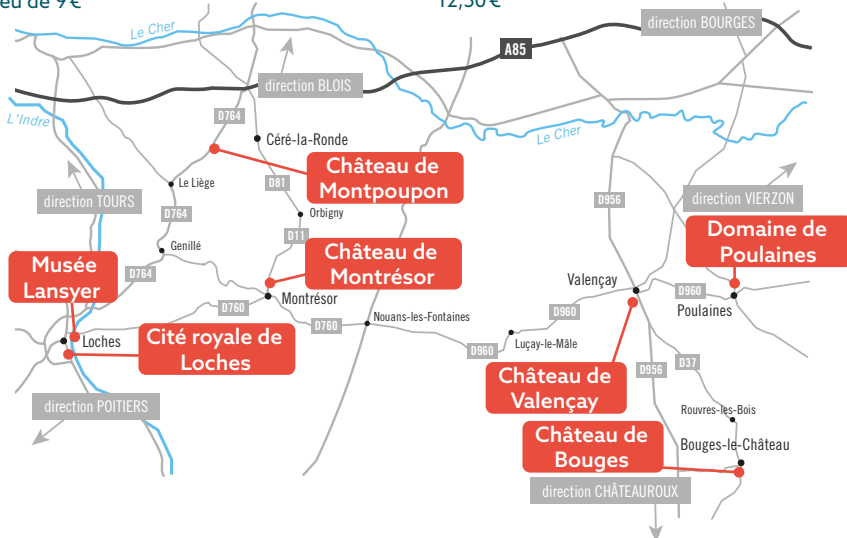 eu de 9 €
12,50 €
Le Cher
direction BOURGES
A85
direction BLOIS
L'Indre
D764
Le Cher
Céré-la-Ronde
Château de
Montpoupon
D81
Le Liège
direction TOURS
D956
direction VIERZON
D764
Orbigny
D11
Domaine de
Poulaines
Genillé
Château de
Montrésor
Musée
Lansyer
D764
Valençay
D960
Montrésor
D760
Poulaines
Nouans-les-Fontaines
D760
D960
Loches
Cité royale de
Loches
Luçay-le-Mâle
D960
D37
D956
Château de
Valençay
direction POITIERS
Rouvres-les-Bois
Château de
Bouges
Bouges-le-Château
direction CHÂTEAUROUX